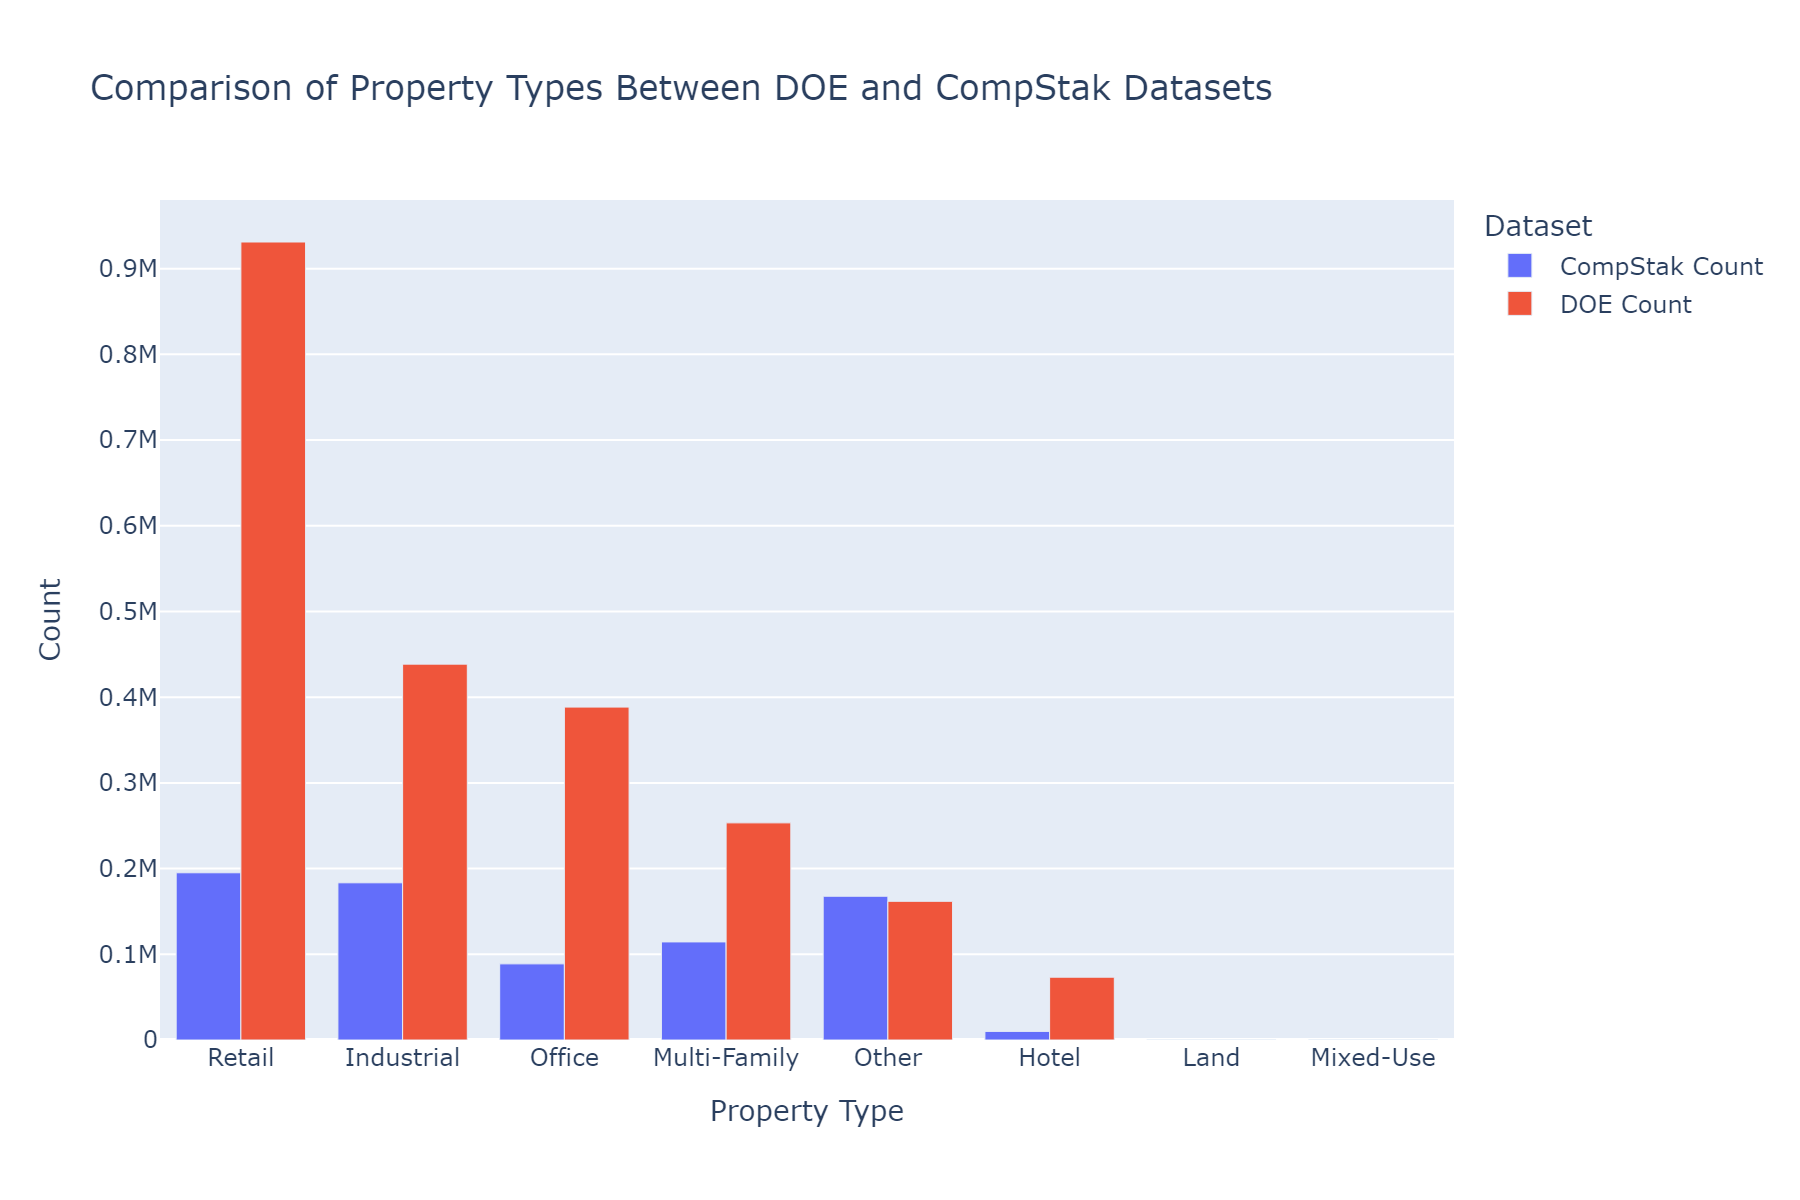 Comparison of Property Types Between DOE and CompStak Datasets
Dataset
CompStak Count
DOE Count
Count
0.9M
0.8M
0.7M
0.6M
0.5M
0.4M
0.3M
0.2M
0.1M
0
Retail Industrial Office Multi-Family Other Hotel Land Mixed-Use
Property Type